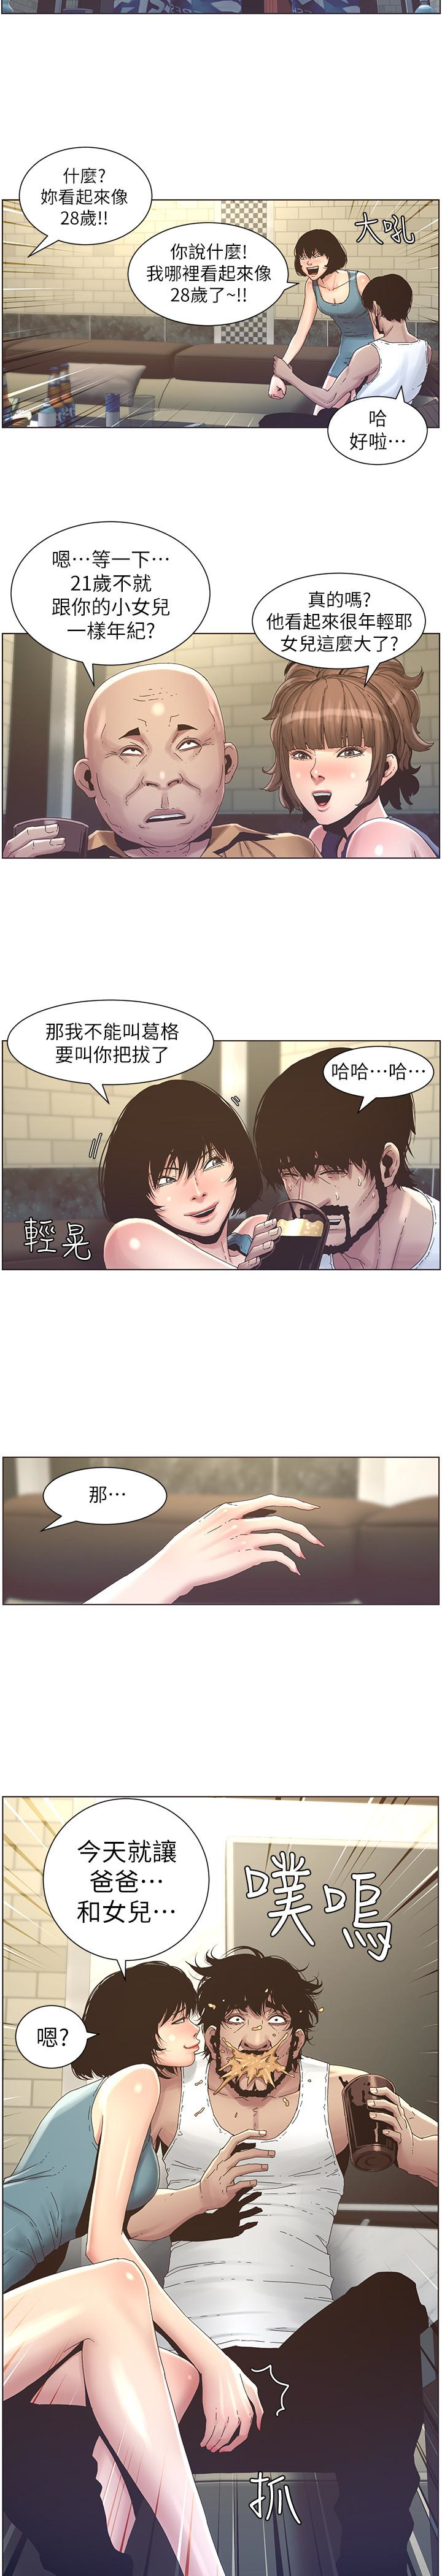 什麼?
妳看起來像
28歲!!
你說什麼!
我哪裡看起來像
28歲了~!!
大吼
哈
好啦…
嗯…等一下…
21歲不就
跟你的小女兒
一樣年紀?
真的嗎?
他看起來很年輕耶
女兒這麼大了?
那我不能叫葛格
要叫你把拔了
哈哈…哈…
輕晃
那…
今天就讓
爸爸…
和女兒…
噗嗚
嗯?
抓